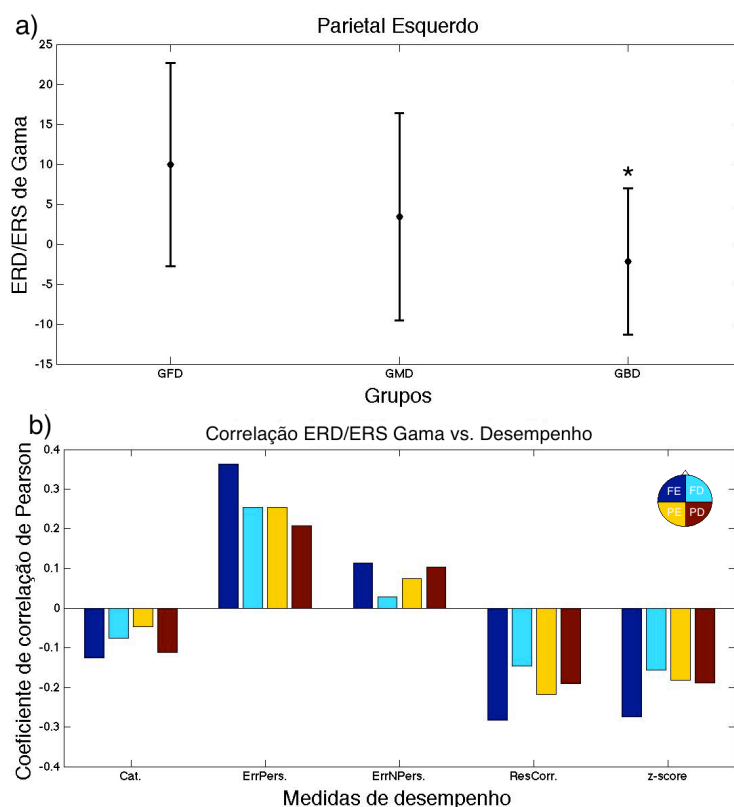 a)
Parietal Esquerdo
ERD/ERS de Gama
25
20
15
10
5
0
-5
-10
-15
*
GFD GMD GBD
Grupos
b)
Correlação ERD/ERS Gama vs. Desempenho
Coeficiente de correlação de Pearson
0.4
0.3
0.2
0.1
0
-0.1
-0.2
-0.3
-0.4
FE FD
PE PD
Cat. ErrPers. ErrNPers. ResCorr. z-score
Medidas de desempenho